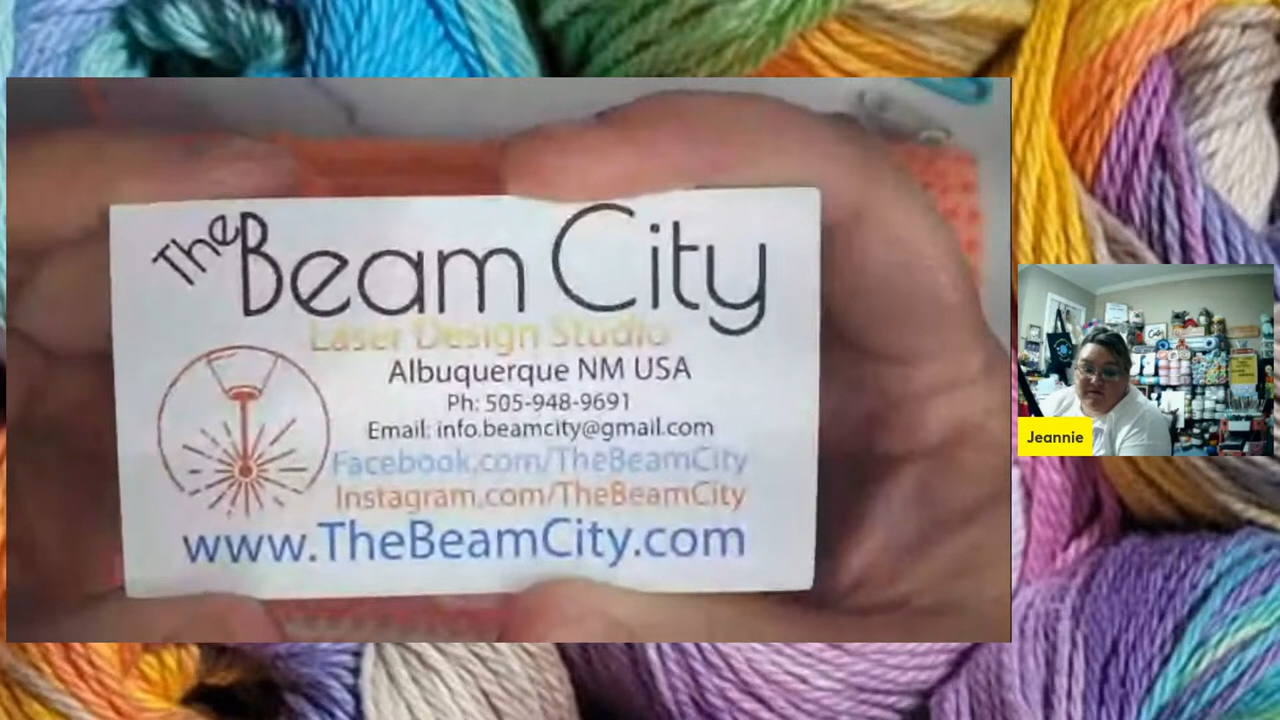 The Beam City
Laser Design Studio
Albuquerque NM USA
Ph: 505-948-9691
Email: info.beamcity@gmail.com
Facebook.com/TheBeamCity
Instagram.com/TheBeamCity
www.TheBeamCity.com
Jeannie